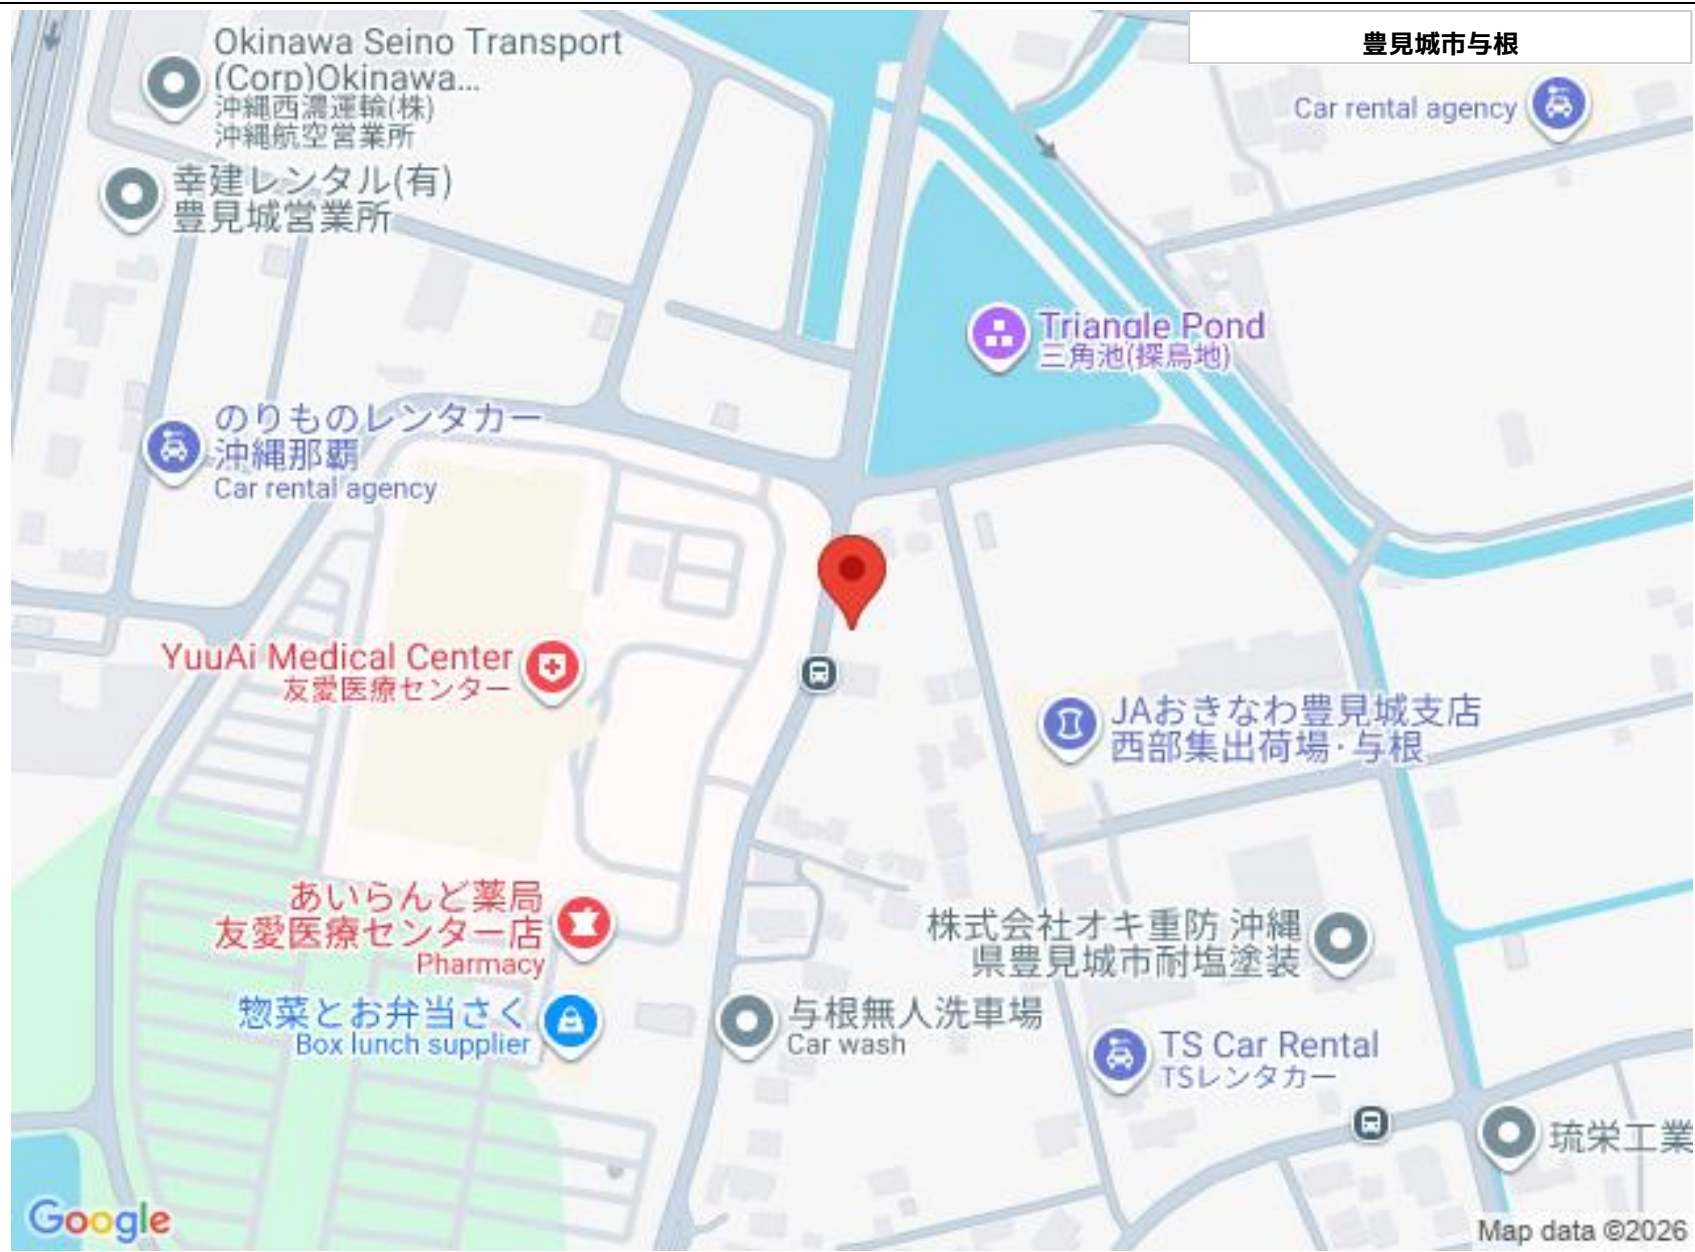 豊見城市与根
Okinawa Seino Transport
(Corp)Okinawa...
沖縄西濃運輸(株)
沖縄航空営業所
Car rental agency
幸建レンタル(有)
豊見城営業所
Triangle Pond
三角池(探鳥地)
のりものレンタカー
沖縄那覇
Car rental agency
YuuAi Medical Center
友愛医療センター
JAおきなわ豊見城支店
西部集出荷場・与根
あいらんど薬局
友愛医療センター店
Pharmacy
株式会社オキ重防 沖縄
県豊見城市耐塩塗装
惣菜とお弁当さく
Box lunch supplier
与根無人洗車場
Car wash
TS Car Rental
TSレンタカー
琉栄工業
Google
Map data ©2026